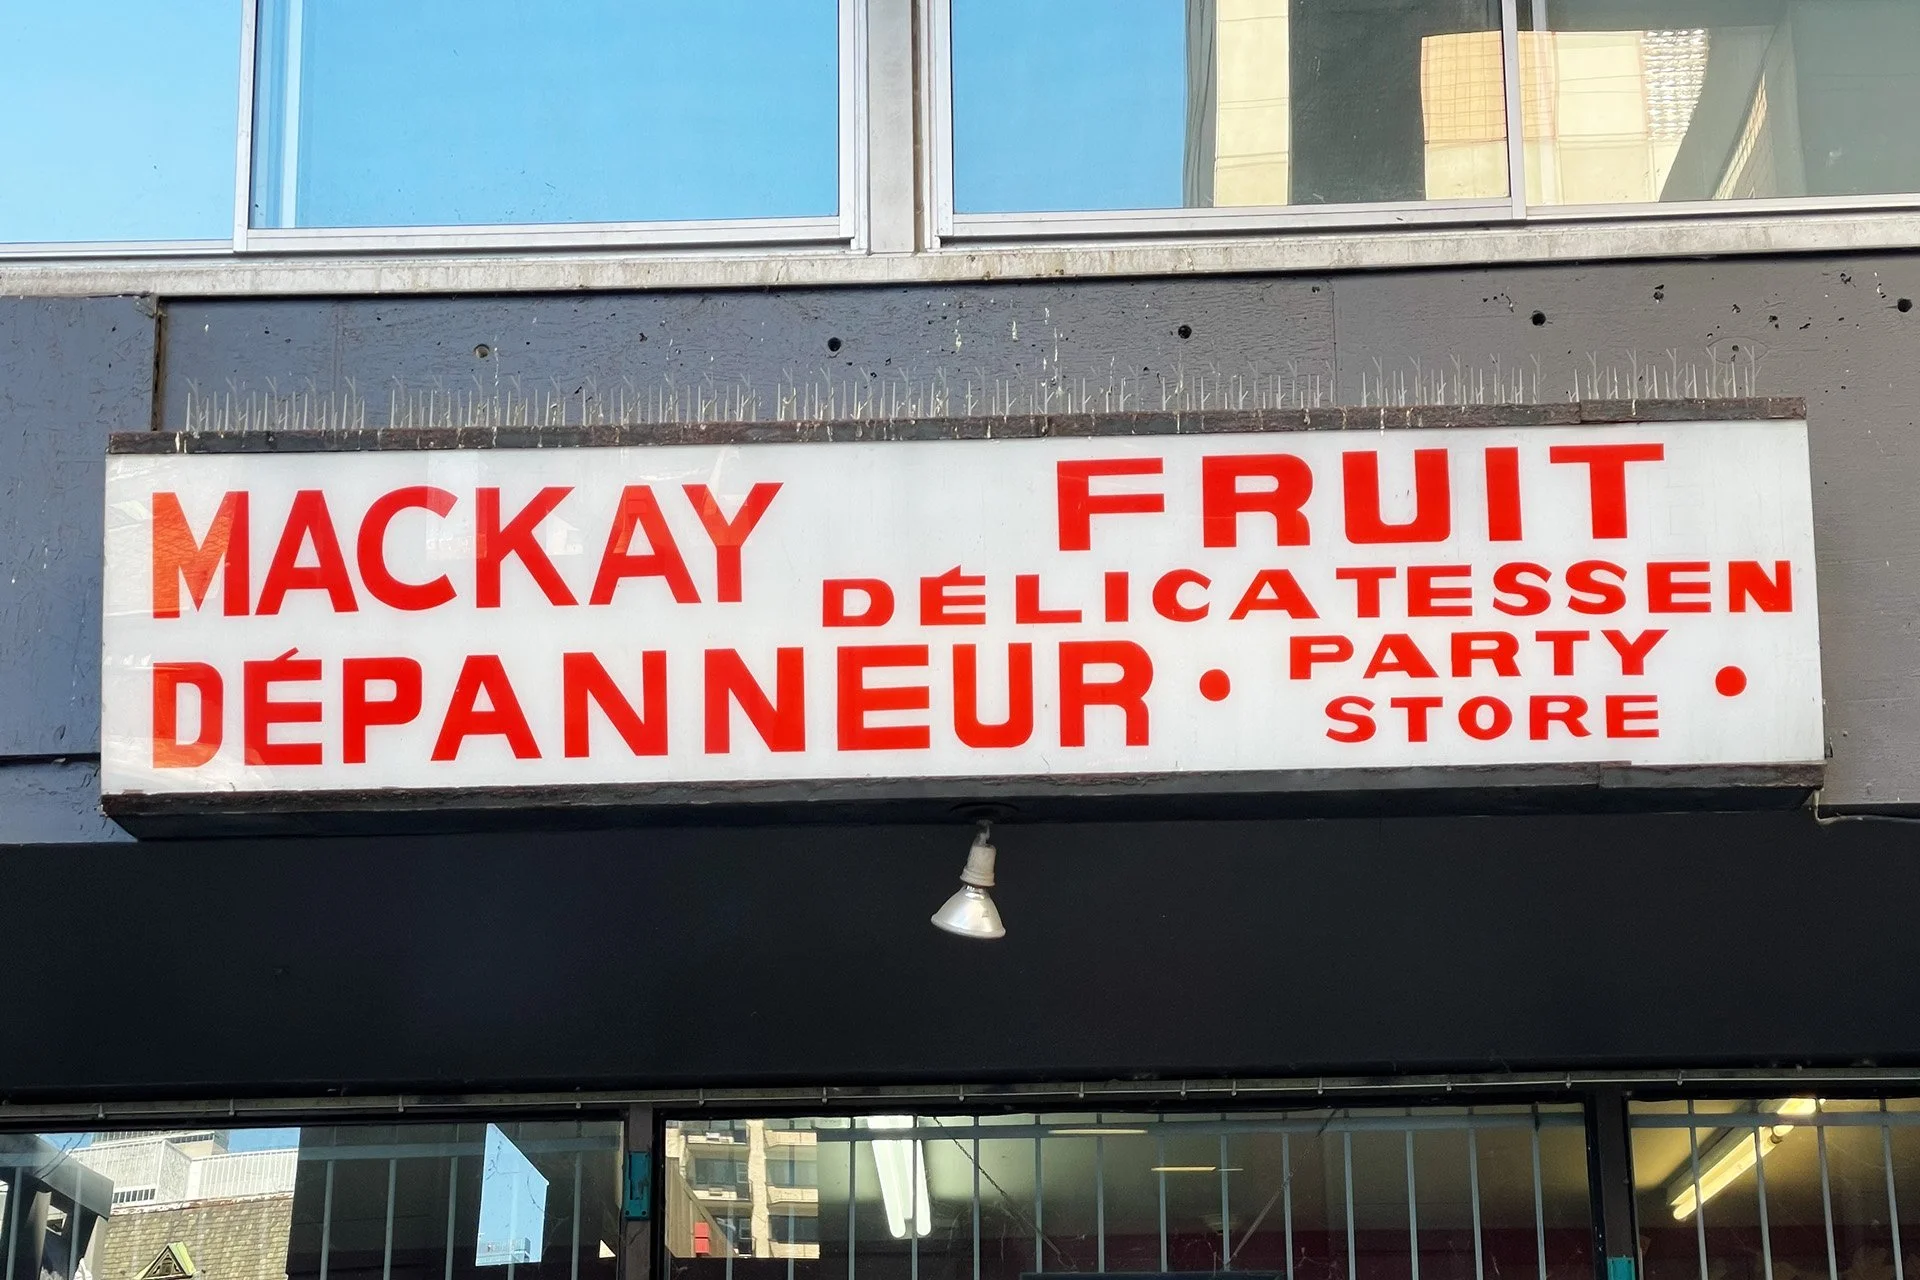 MACKAY
DÉPANNEUR
FRUIT
DÉLICATESSEN
• PARTY •
STORE